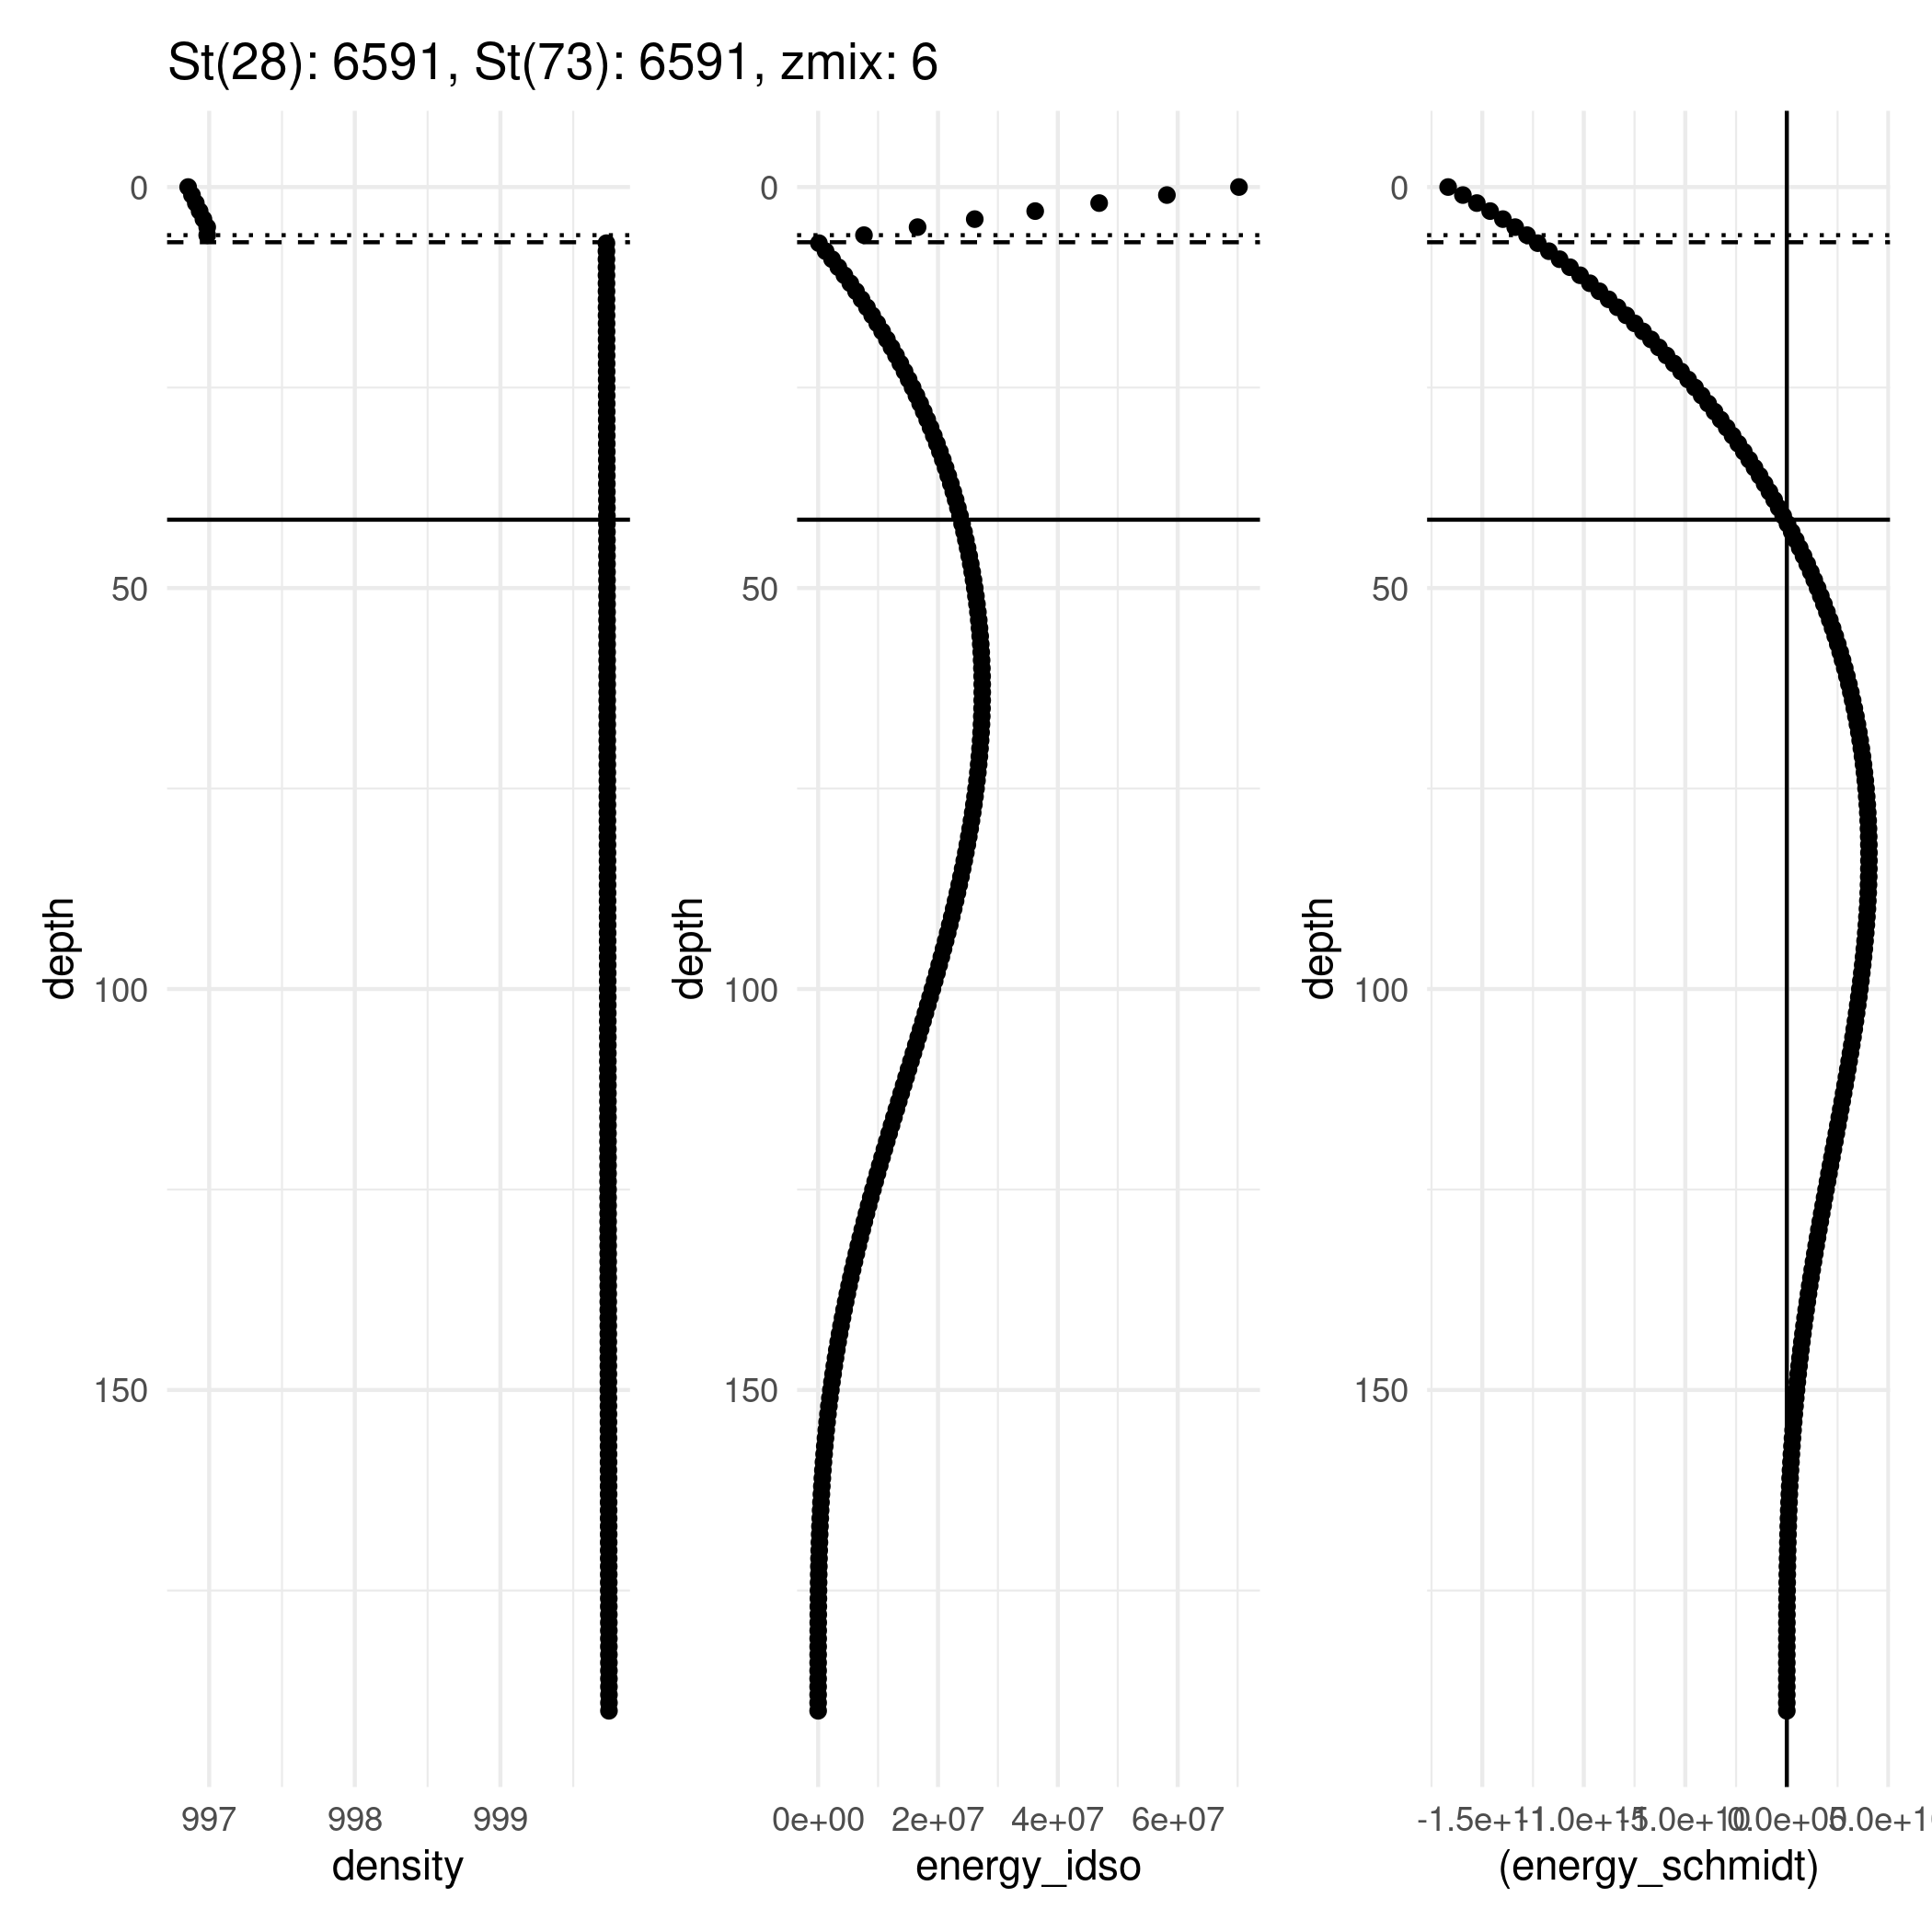 St(28): 6591, St(73): 6591, zmix: 6
0
50
100
150
depth
997 998 999
density
0
50
100
150
depth
0e+00 2e+07 4e+07 6e+07
energy_idso
0
50
100
150
depth
(energy_schmidt)